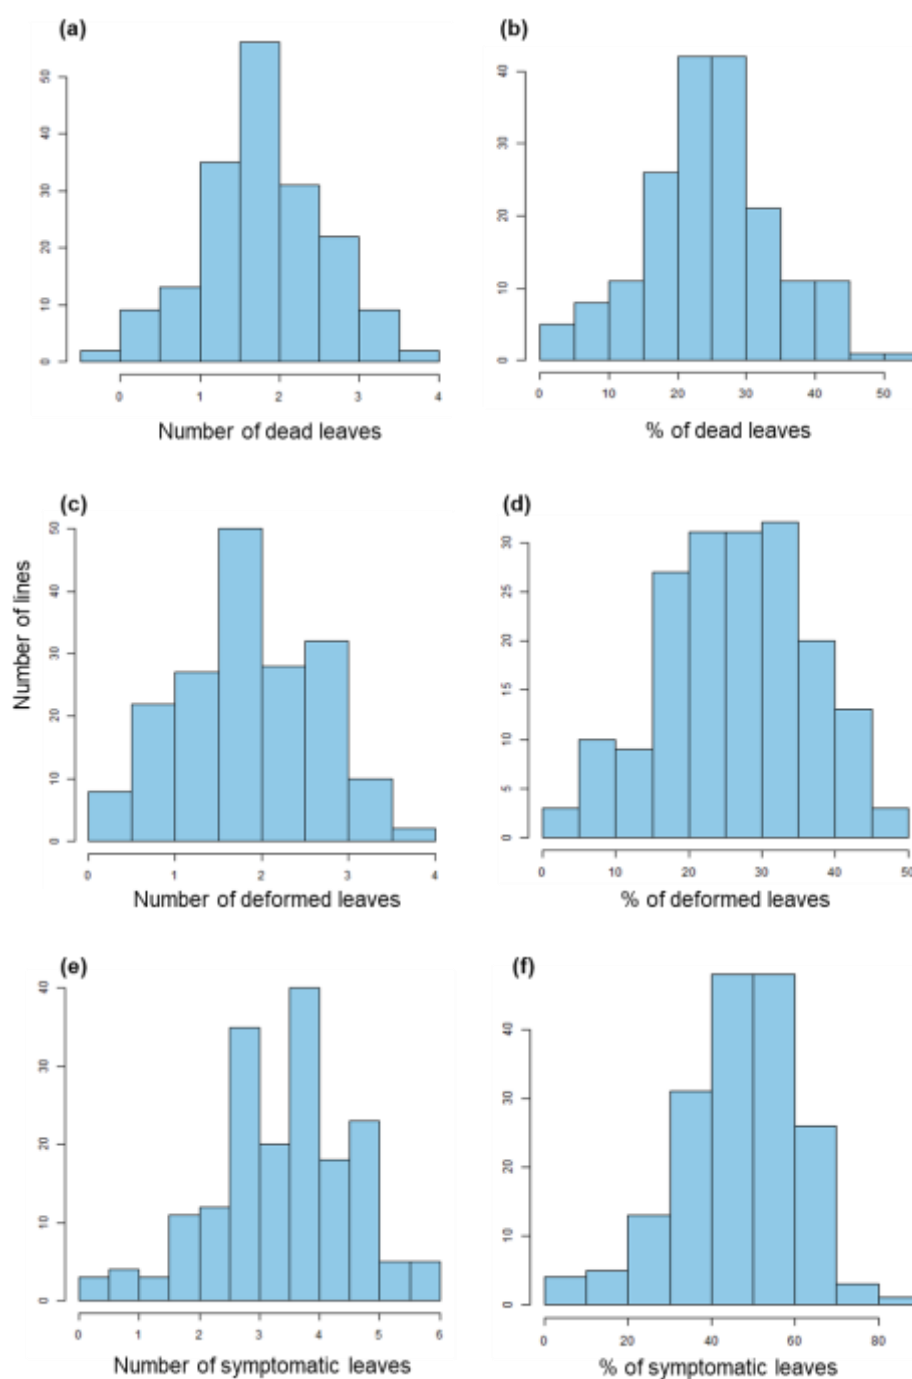 (a)
50
40
30
20
10
0
0 1 2 3 4
Number of dead leaves
(b)
40
30
20
10
0
0 10 20 30 40 50
% of dead leaves
Number of lines
(c)
50
40
30
20
10
0
0 1 2 3 4
Number of deformed leaves
(d)
30
25
20
15
10
5
0
0 10 20 30 40 50
% of deformed leaves
(e)
40
30
20
10
0
0 1 2 3 4 5 6
Number of symptomatic leaves
(f)
40
30
20
10
0
0 20 40 60 80
% of symptomatic leaves